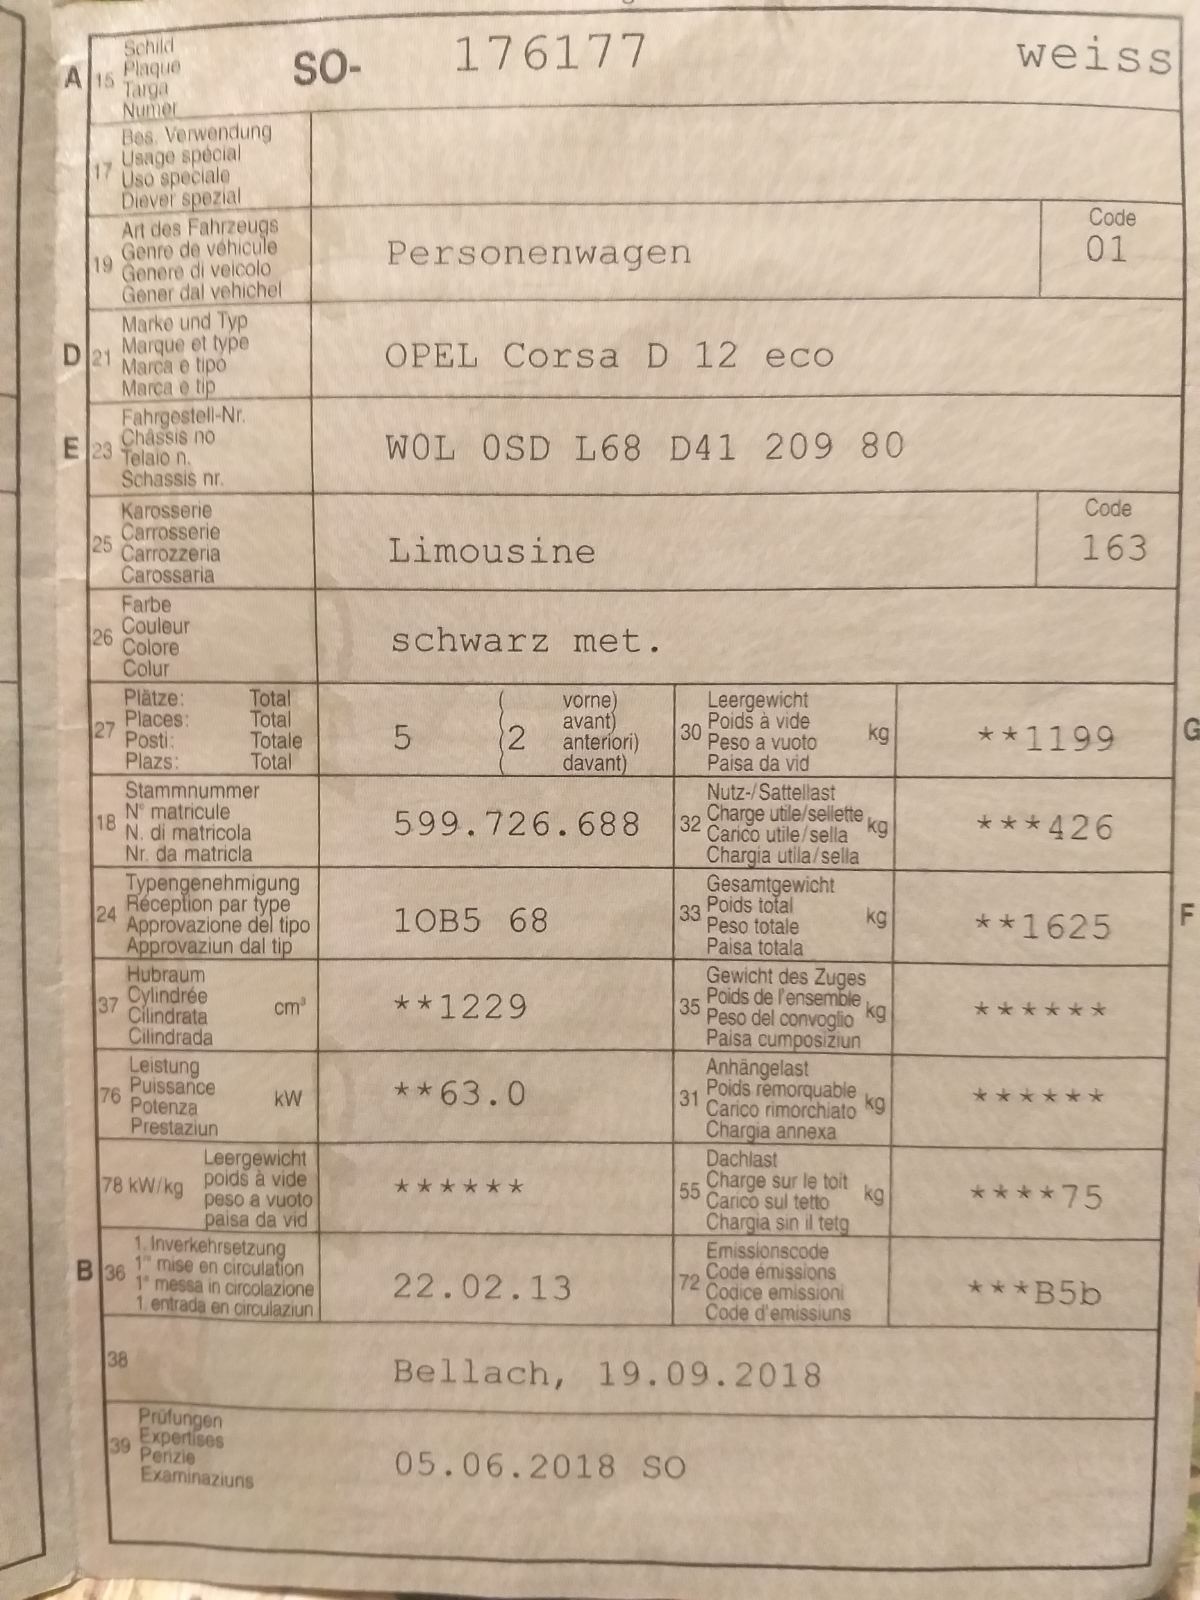 A 15 Schild
Plaque
Targa
Numer
SO- 176177 weiss
17 Bes. Verwendung
Usage spécial
Uso speciale
Diever spezial
19 Art des Fahrzeugs
Genre de véhicule
Genere di veicolo
Gener dal vehichel
Personenwagen
Code
01
D 21 Marke und Typ
Marque et type
Marca e tipo
Marca e tip
OPEL Corsa D 12 eco
E 23 Fahrgestell-Nr.
Châssis no
Telaio n.
Schassis nr.
WOL 0SD L68 D41 209 80
25 Karosserie
Carrosserie
Carrozzeria
Carossaria
Limousine
Code
163
26 Farbe
Couleur
Colore
Colur
schwarz met.
27 Plätze: Total
Places: Total
Posti: Totale
Plazs: Total
5 (2 vorne)
avant)
anteriori)
davant)
30 Leergewicht
Poids à vide
Peso a vuoto
Paisa da vid
kg
**1199 G
18 Stammnummer
N° matricule
N. di matricola
Nr. da matricla
599.726.688
32 Nutz-/Sattellast
Charge utile/sellette
Carico utile/sella
Chargia utila/sella
kg
***426
24 Typengenehmigung
Réception par type
Approvazione del tipo
Approvaziun dal tip
1OB5 68
33 Gesamtgewicht
Poids total
Peso totale
Paisa totala
kg
**1625 F
37 Hubraum
Cylindrée
Cilindrata
Cilindrada
cm³
**1229
35 Gewicht des Zuges
Poids de l'ensemble
Peso del convoglio
Paisa cumposiziun
kg
******
76 Leistung
Puissance
Potenza
Prestaziun
kW
**63.0
31 Anhängelast
Poids remorquable
Carico rimorchiato
Chargia annexa
kg
******
78 kW/kg Leergewicht
poids à vide
peso a vuoto
paisa da vid
******
55 Dachlast
Charge sur le toit
Carico sul tetto
Chargia sin il tetg
kg
****75
B 36 1. Inverkehrsetzung
1re mise en circulation
1a messa in circolazione
1. entrada en circulaziun
22.02.13
72 Emissionscode
Code émissions
Codice emissioni
Code d'emissiuns
***B5b
38 Bellach, 19.09.2018
39 Prüfungen
Expertises
Perizie
Examinaziuns
05.06.2018 SO